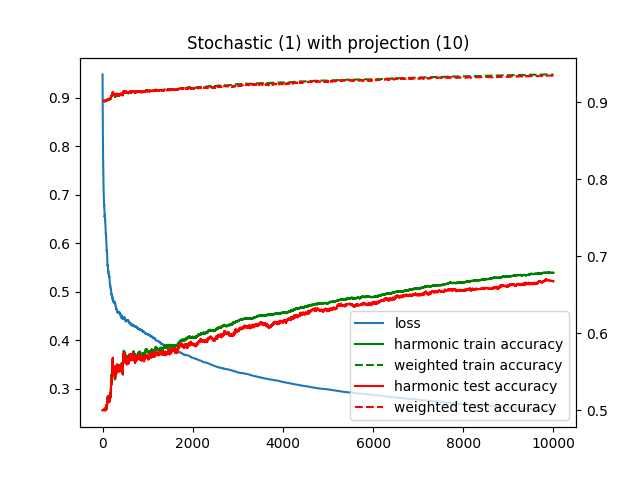 Stochastic (1) with projection (10)
0.9
0.8
0.7
0.6
0.5
0.4
0.3
0.9
0.8
0.7
0.6
0.5
loss
harmonic train accuracy
weighted train accuracy
harmonic test accuracy
weighted test accuracy
0 2000 4000 6000 8000 10000